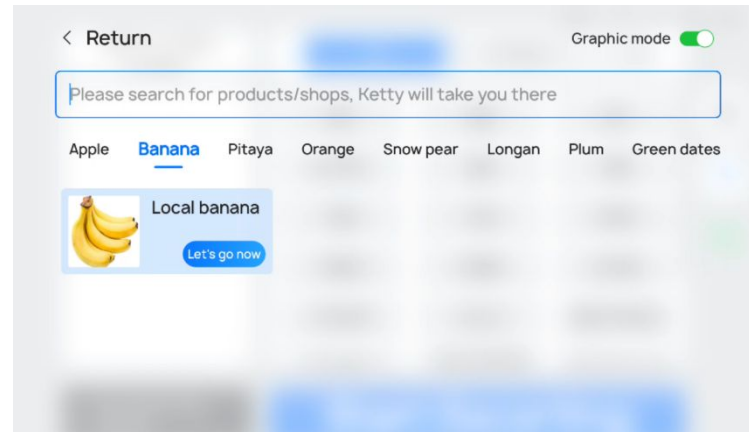 Return
Graphic mode
Please search for products/shops, Ketty will take you there
Apple Banana Pitaya Orange Snow pear Longan Plum Green dates
Local banana
Let's go now